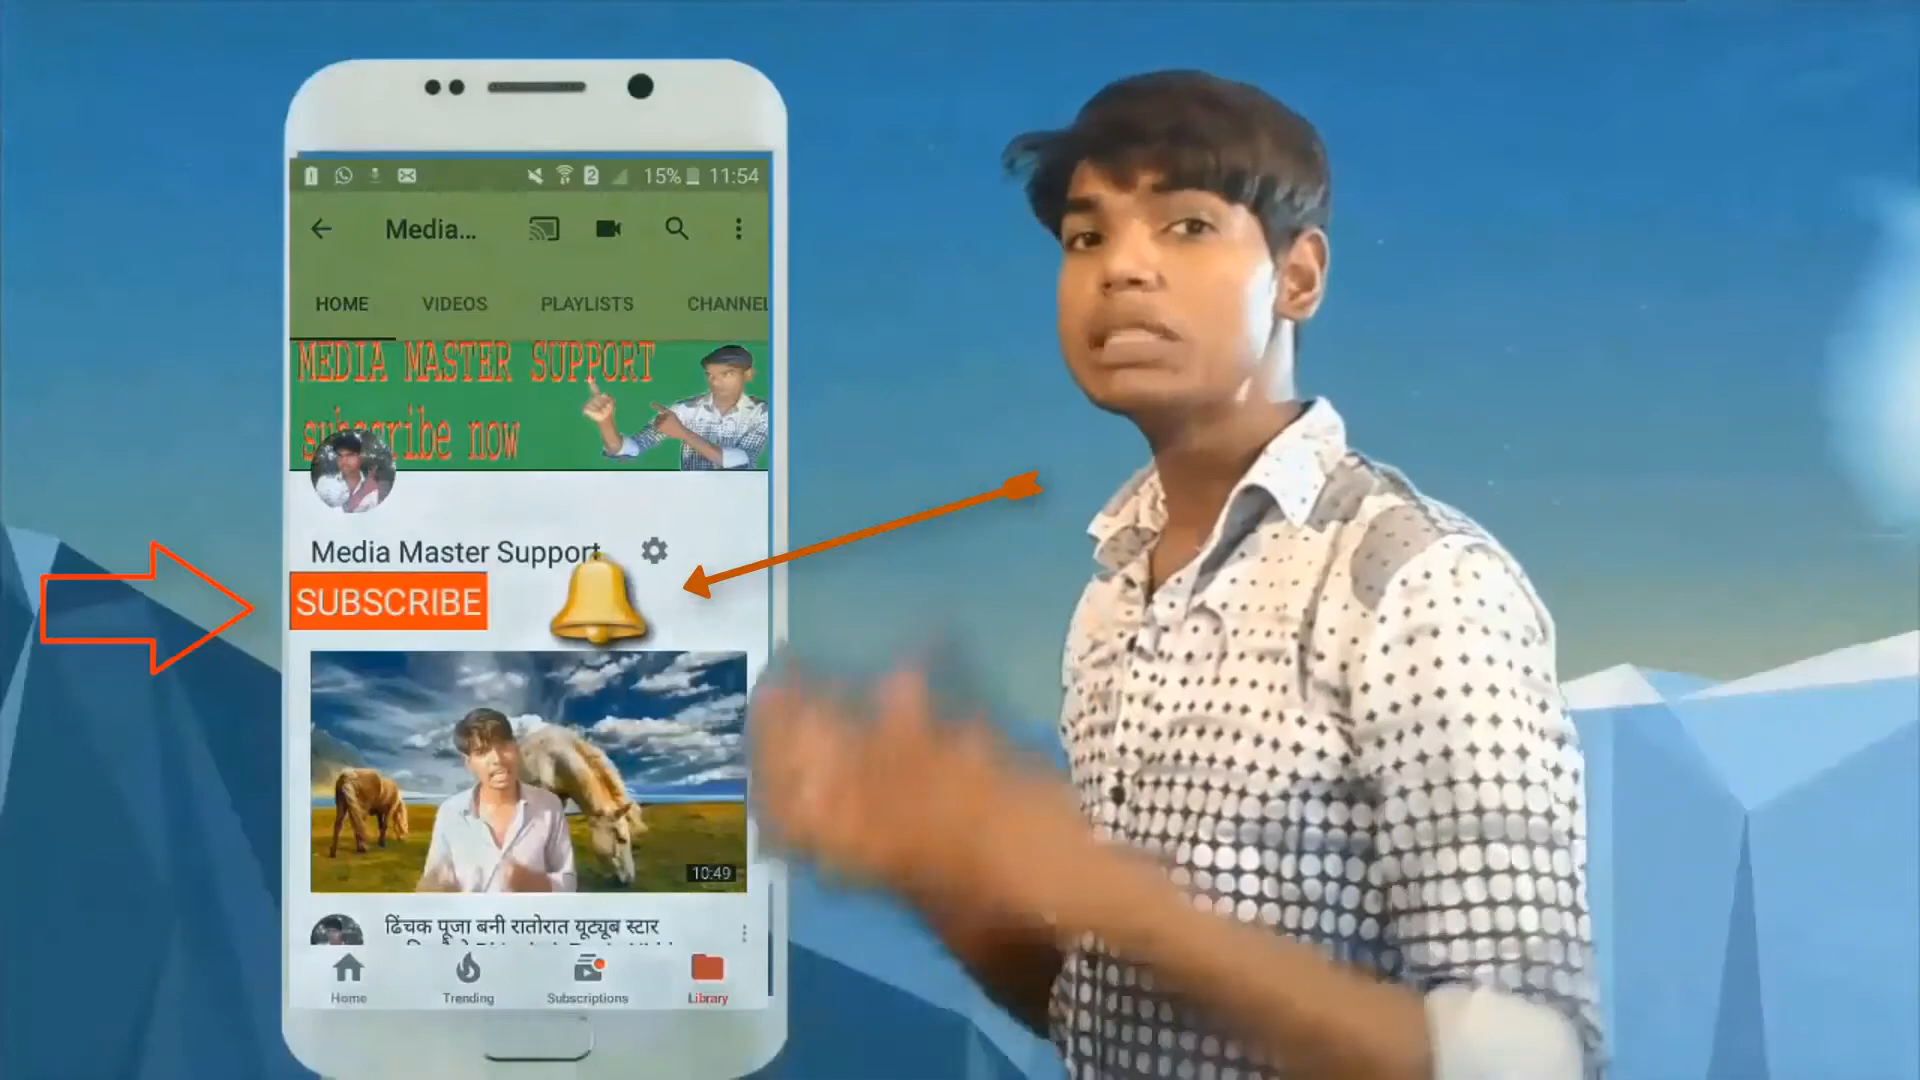 2 15% 11:54
Media...
HOME VIDEOS PLAYLISTS CHANNEL
MEDIA MASTER SUPPORT
subscribe now
Media Master Support
SUBSCRIBE
10:49
ढिंचक पूजा बनी रातोरात यूट्यूब स्टार
Home Trending Subscriptions Library